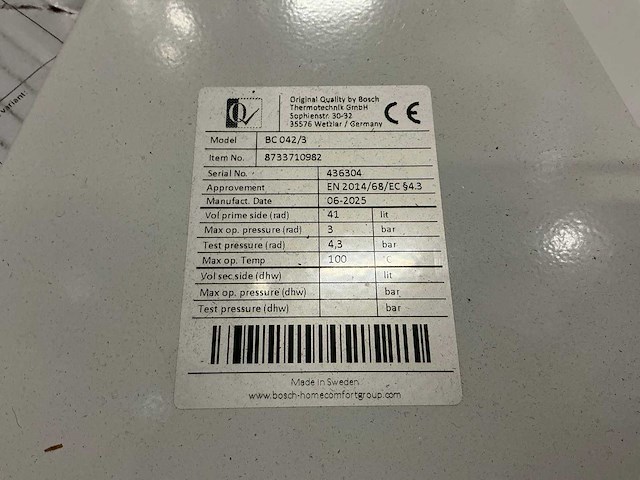 variant
Original Quality by Bosch
Thermotechnik GmbH
Sophienstr. 30-32
35576 Wetzlar / Germany
CE
Model BC 042/3
Item No. 8733710982
Serial No. 436304
Approvement EN 2014/68/EC §4.3
Manufact. Date 06-2025
Vol prime side (rad) 41 lit
Max op. pressure (rad) 3 bar
Test pressure (rad) 4,3 bar
Max op. Temp 100 °C
Vol sec.side (dhw) lit
Max op. pressure (dhw) bar
Test pressure (dhw) bar
Made in Sweden
www.bosch-homecomfortgroup.com